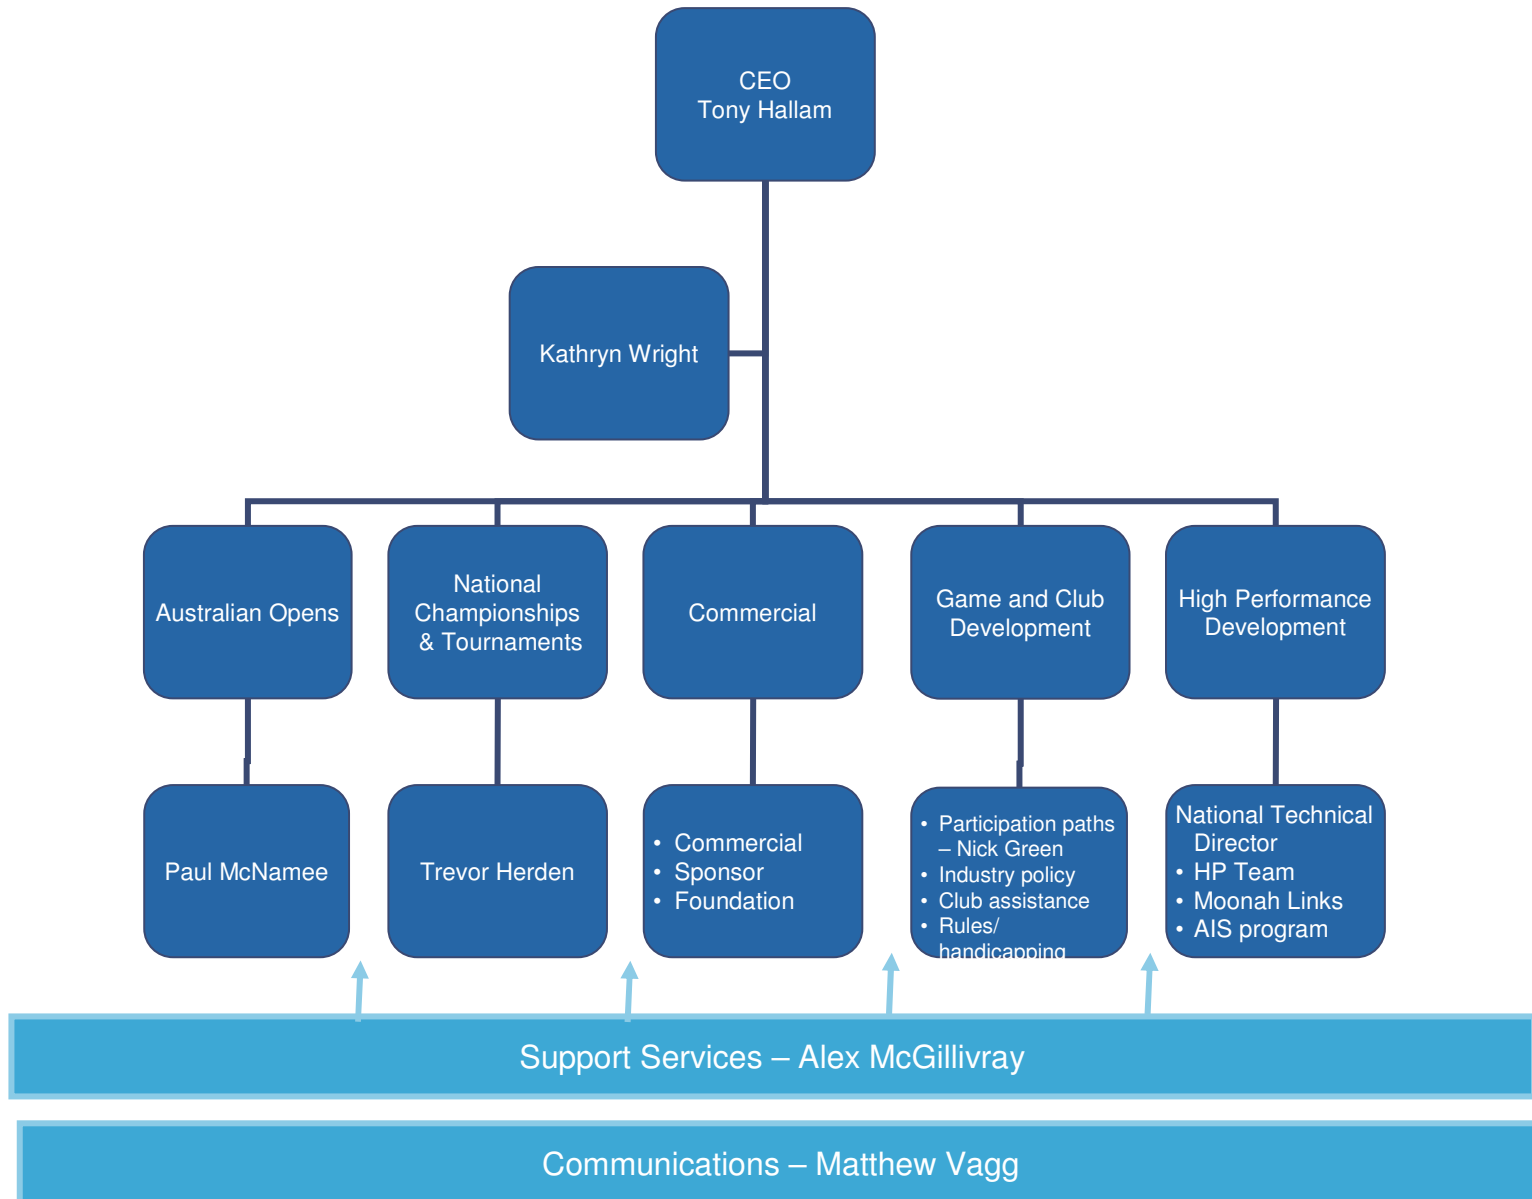 CEO
Tony Hallam
Kathryn Wright
Australian Opens
National
Championships
& Tournaments
Commercial
Game and Club
Development
High Performance
Development
Paul McNamee
Trevor Herden
• Commercial
• Sponsor
• Foundation
• Participation paths
– Nick Green
• Industry policy
• Club assistance
• Rules/
handicapping
National Technical
Director
• HP Team
• Moonah Links
• AIS program
Support Services – Alex McGillivray
Communications – Matthew Vagg